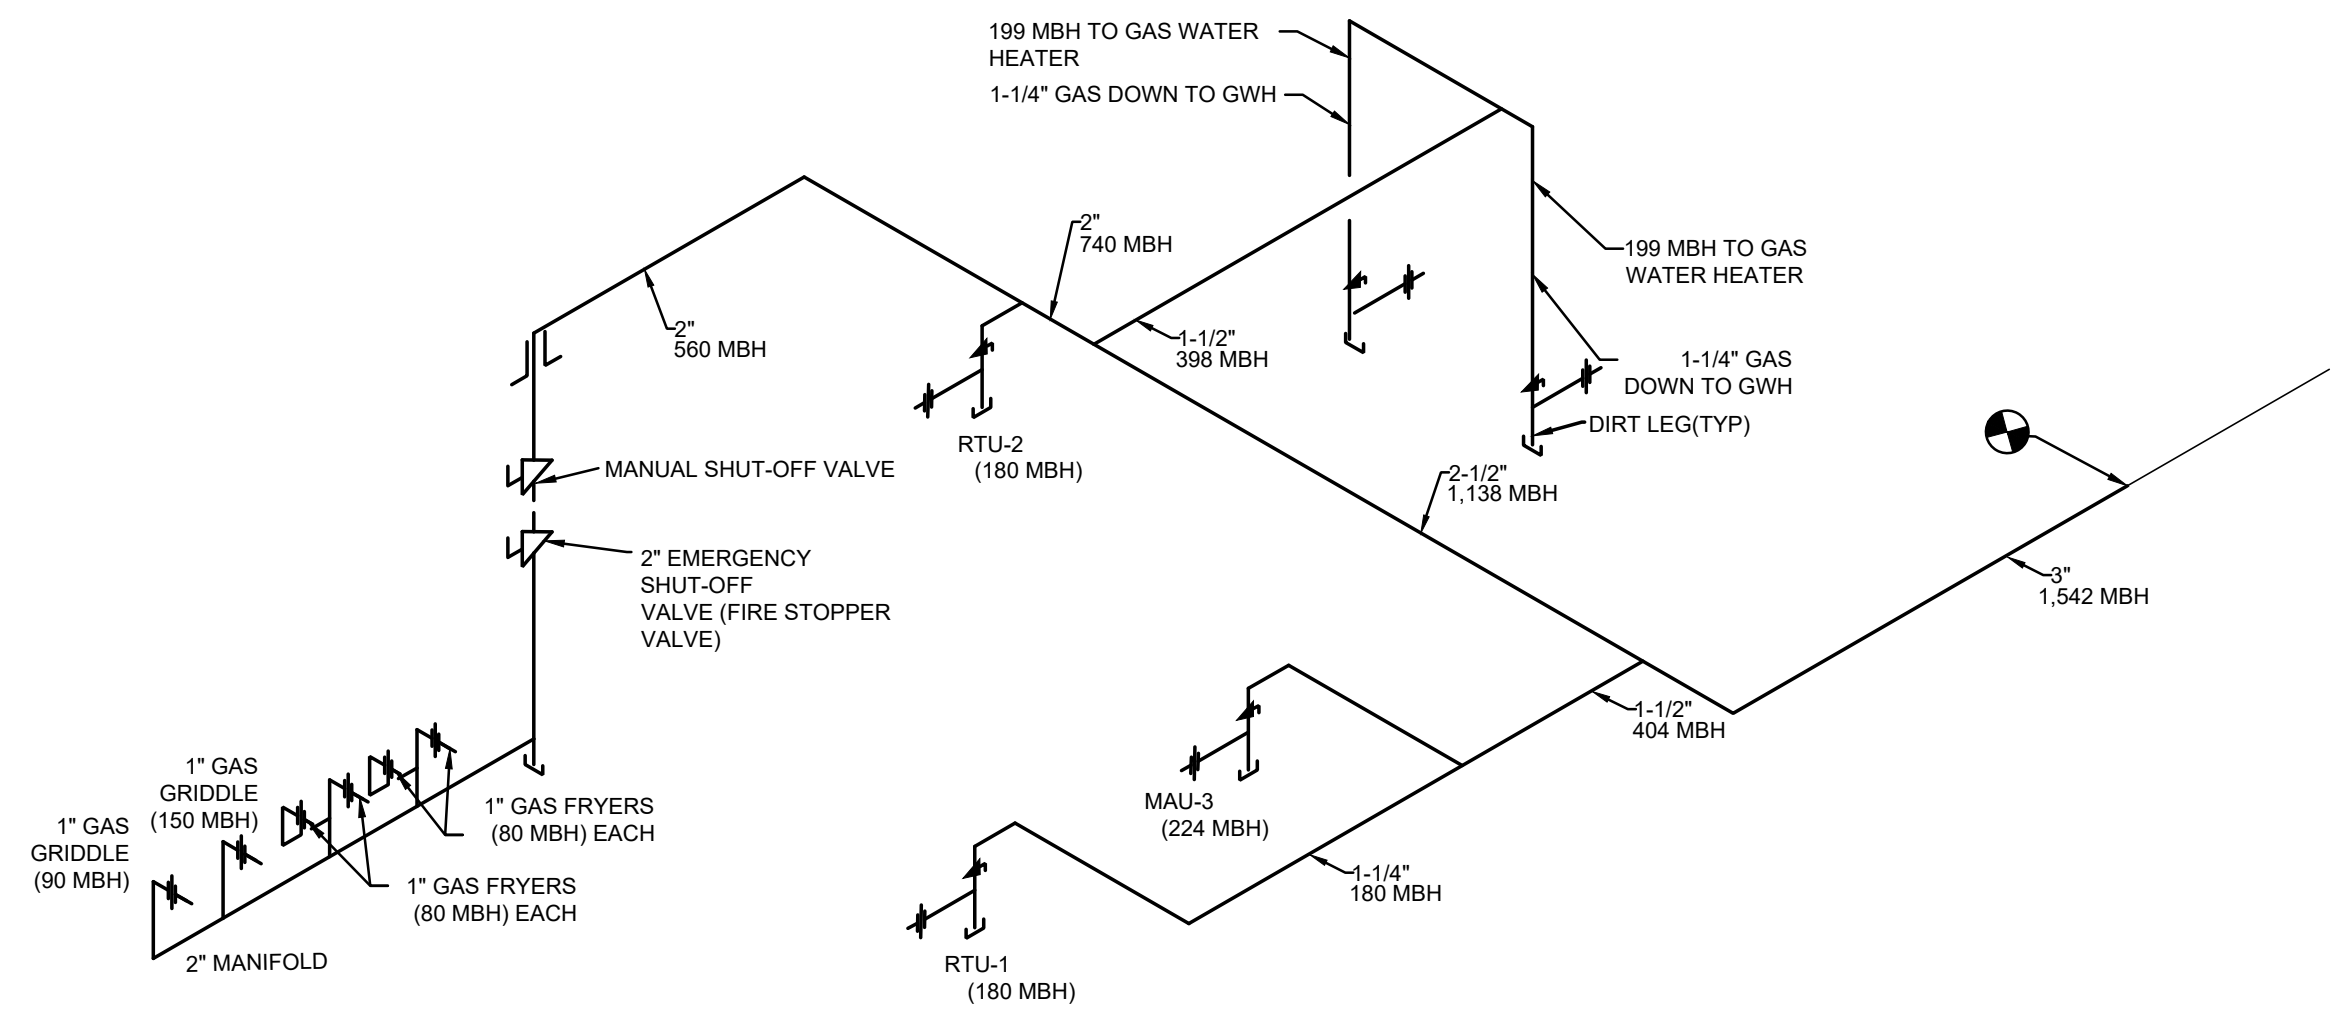 199 MBH TO GAS WATER
HEATER
1-1/4" GAS DOWN TO GWH
2"
740 MBH
199 MBH TO GAS
WATER HEATER
2"
560 MBH
1-1/2"
398 MBH
1-1/4" GAS
DOWN TO GWH
DIRT LEG(TYP)
RTU-2
(180 MBH)
MANUAL SHUT-OFF VALVE
2-1/2"
1,138 MBH
2" EMERGENCY
SHUT-OFF
VALVE (FIRE STOPPER
VALVE)
3"
1,542 MBH
1-1/2"
404 MBH
1" GAS
GRIDDLE
(150 MBH)
1" GAS FRYERS
(80 MBH) EACH
MAU-3
(224 MBH)
1" GAS
GRIDDLE
(90 MBH)
1" GAS FRYERS
(80 MBH) EACH
1-1/4"
180 MBH
2" MANIFOLD
RTU-1
(180 MBH)